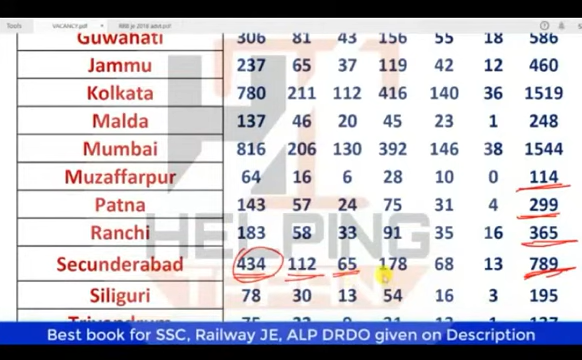 Tools VACANCY.pdf RRB je 2018 advt.pdf
Guwahati 306 81 43 156 55 18 586
Jammu 237 65 37 119 42 12 460
Kolkata 780 211 112 416 140 36 1519
Malda 137 46 20 45 23 1 248
Mumbai 816 206 130 392 146 38 1544
Muzaffarpur 64 16 6 28 10 0 114
Patna 143 57 24 75 31 4 299
Ranchi 183 58 33 91 35 16 365
Secunderabad 434 112 65 178 68 13 789
Siliguri 78 30 13 54 16 3 195
HELPING
Best book for SSC, Railway JE, ALP DRDO given on Description